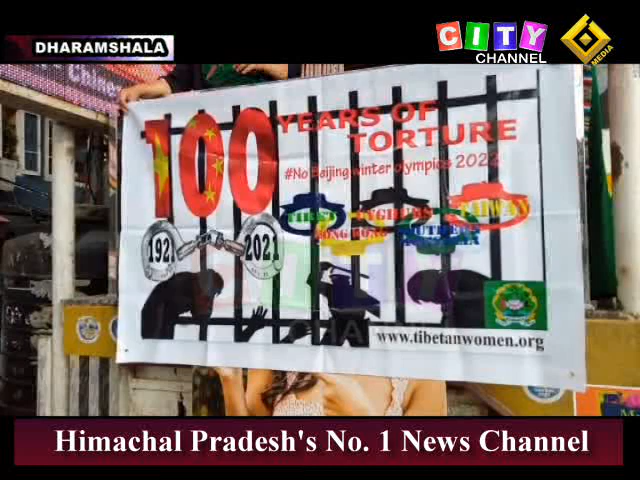 DHARAMSHALA
CITY
CHANNEL
MEDIA
100
YEARS OF
TORTURE
#No Beijing winter olympics 2022
TIBET UYGHURS TAIWAN
HONG KONG
1921 2021
www.tibetanwomen.org
Himachal Pradesh's No. 1 News Channel